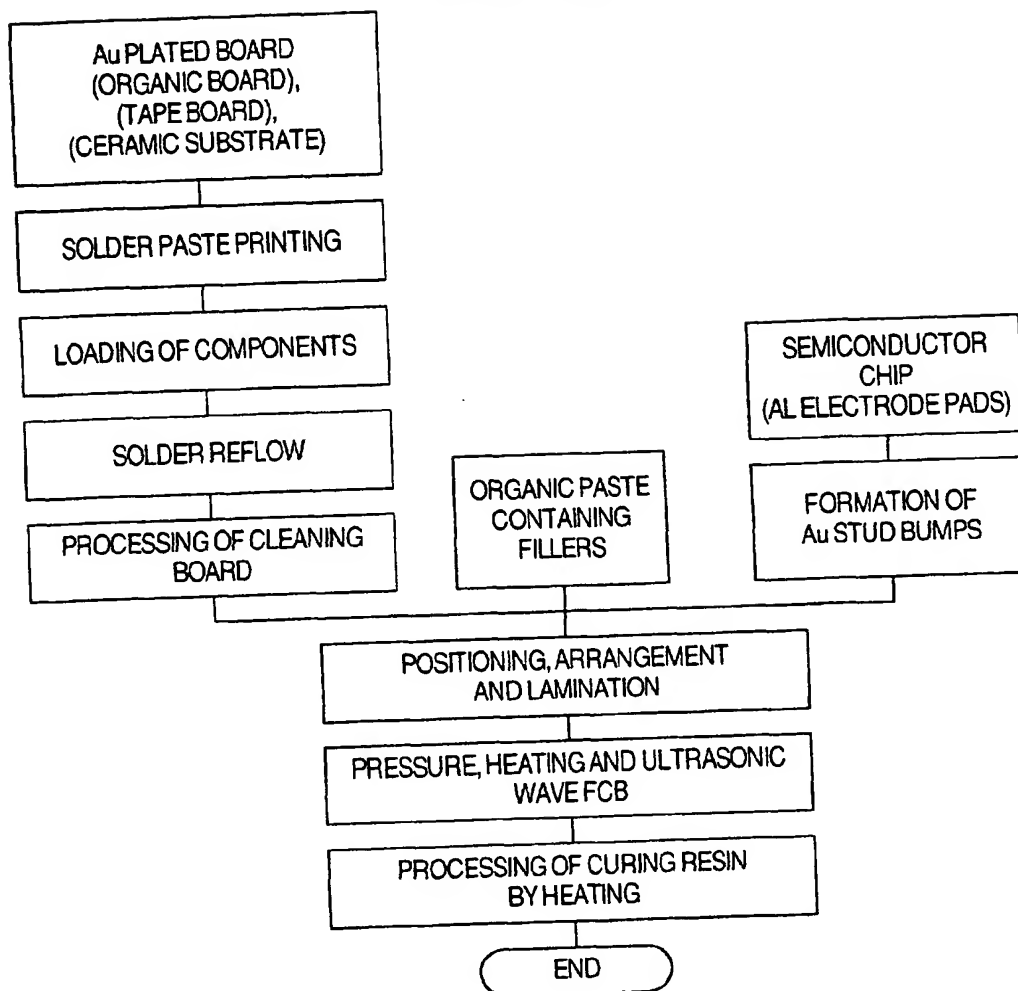 Au PLATED BOARD
(ORGANIC BOARD),
(TAPE BOARD),
(CERAMIC SUBSTRATE)
SOLDER PASTE PRINTING
LOADING OF COMPONENTS
SOLDER REFLOW
PROCESSING OF CLEANING
BOARD
ORGANIC PASTE
CONTAINING
FILLERS
SEMICONDUCTOR
CHIP
(AL ELECTRODE PADS)
FORMATION OF
Au STUD BUMPS
POSITIONING, ARRANGEMENT
AND LAMINATION
PRESSURE, HEATING AND ULTRASONIC
WAVE FCB
PROCESSING OF CURING RESIN
BY HEATING
END